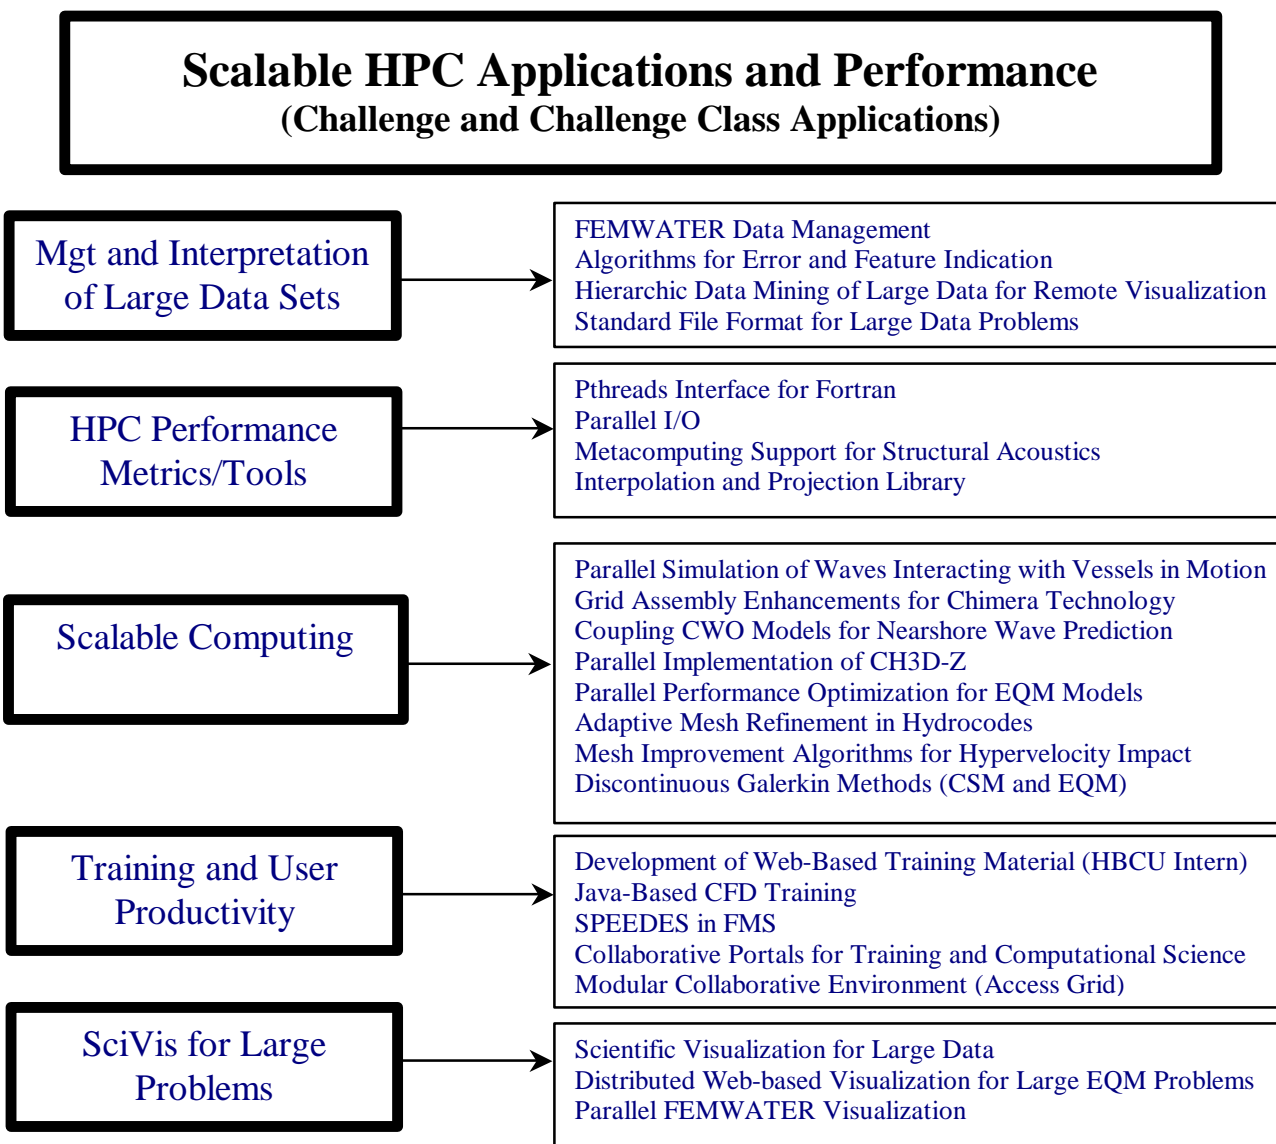 Scalable HPC Applications and Performance
(Challenge and Challenge Class Applications)
Mgt and Interpretation
of Large Data Sets
FEMWATER Data Management
Algorithms for Error and Feature Indication
Hierarchic Data Mining of Large Data for Remote Visualization
Standard File Format for Large Data Problems
HPC Performance
Metrics/Tools
Pthreads Interface for Fortran
Parallel I/O
Metacomputing Support for Structural Acoustics
Interpolation and Projection Library
Scalable Computing
Parallel Simulation of Waves Interacting with Vessels in Motion
Grid Assembly Enhancements for Chimera Technology
Coupling CWO Models for Nearshore Wave Prediction
Parallel Implementation of CH3D-Z
Parallel Performance Optimization for EQM Models
Adaptive Mesh Refinement in Hydrocodes
Mesh Improvement Algorithms for Hypervelocity Impact
Discontinuous Galerkin Methods (CSM and EQM)
Training and User
Productivity
Development of Web-Based Training Material (HBCU Intern)
Java-Based CFD Training
SPEEDES in FMS
Collaborative Portals for Training and Computational Science
Modular Collaborative Environment (Access Grid)
SciVis for Large
Problems
Scientific Visualization for Large Data
Distributed Web-based Visualization for Large EQM Problems
Parallel FEMWATER Visualization